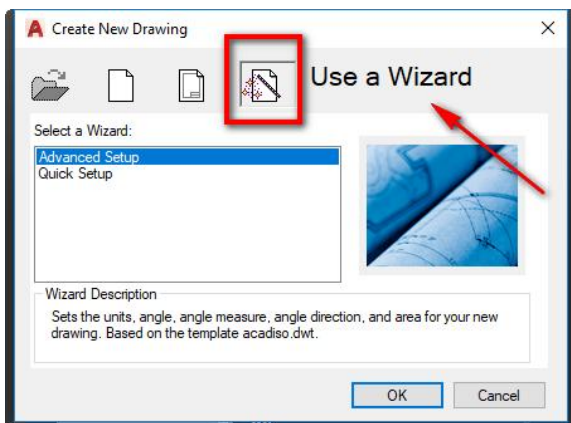 Create New Drawing
Use a Wizard
Select a Wizard:
Advanced Setup
Quick Setup
Wizard Description
Sets the units, angle, angle measure, angle direction, and area for your new
drawing. Based on the template acadiso.dwt.
OK
Cancel